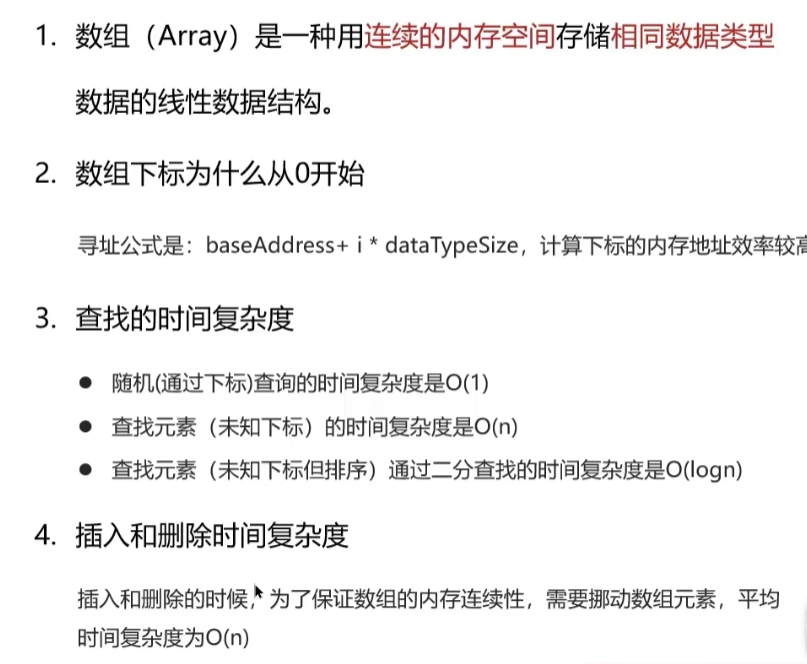 1. 数组（Array）是一种用连续的内存空间存储相同数据类型
数据的线性数据结构。
2. 数组下标为什么从0开始
寻址公式是：baseAddress+ i * dataTypeSize，计算下标的内存地址效率较高
3. 查找的时间复杂度
● 随机(通过下标)查询的时间复杂度是O(1)
● 查找元素（未知下标）的时间复杂度是O(n)
● 查找元素（未知下标但排序）通过二分查找的时间复杂度是O(logn)
4. 插入和删除时间复杂度
插入和删除的时候，为了保证数组的内存连续性，需要挪动数组元素，平均
时间复杂度为O(n)